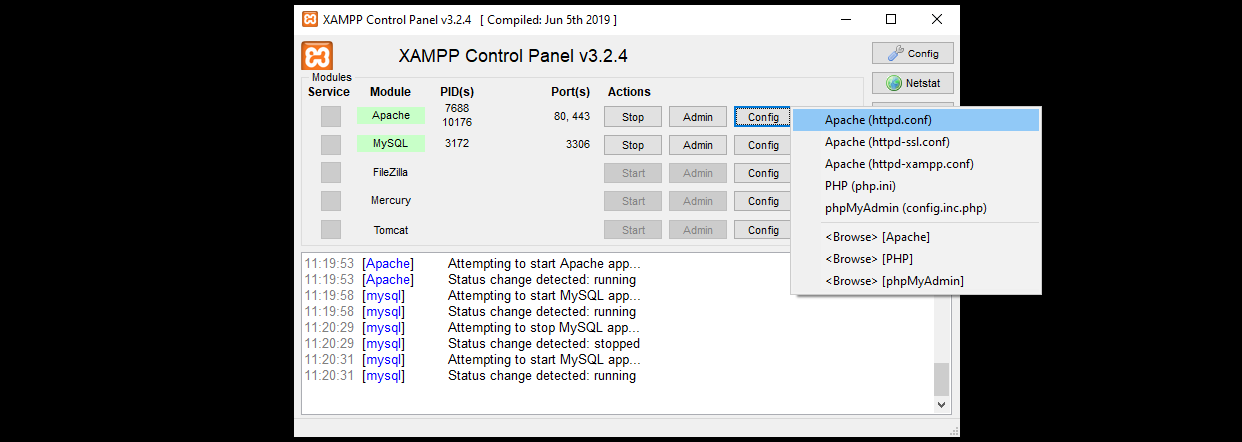 XAMPP Control Panel v3.2.4 [ Compiled: Jun 5th 2019 ]
XAMPP Control Panel v3.2.4
Config
Netstat
Modules
Service Module PID(s) Port(s) Actions
Apache 7688 10176 80, 443 Stop Admin Config
MySQL 3172 3306 Stop Admin Config
FileZilla Start Admin Config
Mercury Start Admin Config
Tomcat Start Admin Config
Apache (httpd.conf)
Apache (httpd-ssl.conf)
Apache (httpd-xampp.conf)
PHP (php.ini)
phpMyAdmin (config.inc.php)
<Browse> [Apache]
<Browse> [PHP]
<Browse> [phpMyAdmin]
11:19:53 [Apache] Attempting to start Apache app...
11:19:53 [Apache] Status change detected: running
11:19:58 [mysql] Attempting to start MySQL app...
11:19:58 [mysql] Status change detected: running
11:20:29 [mysql] Attempting to stop MySQL app...
11:20:29 [mysql] Status change detected: stopped
11:20:31 [mysql] Attempting to start MySQL app...
11:20:31 [mysql] Status change detected: running